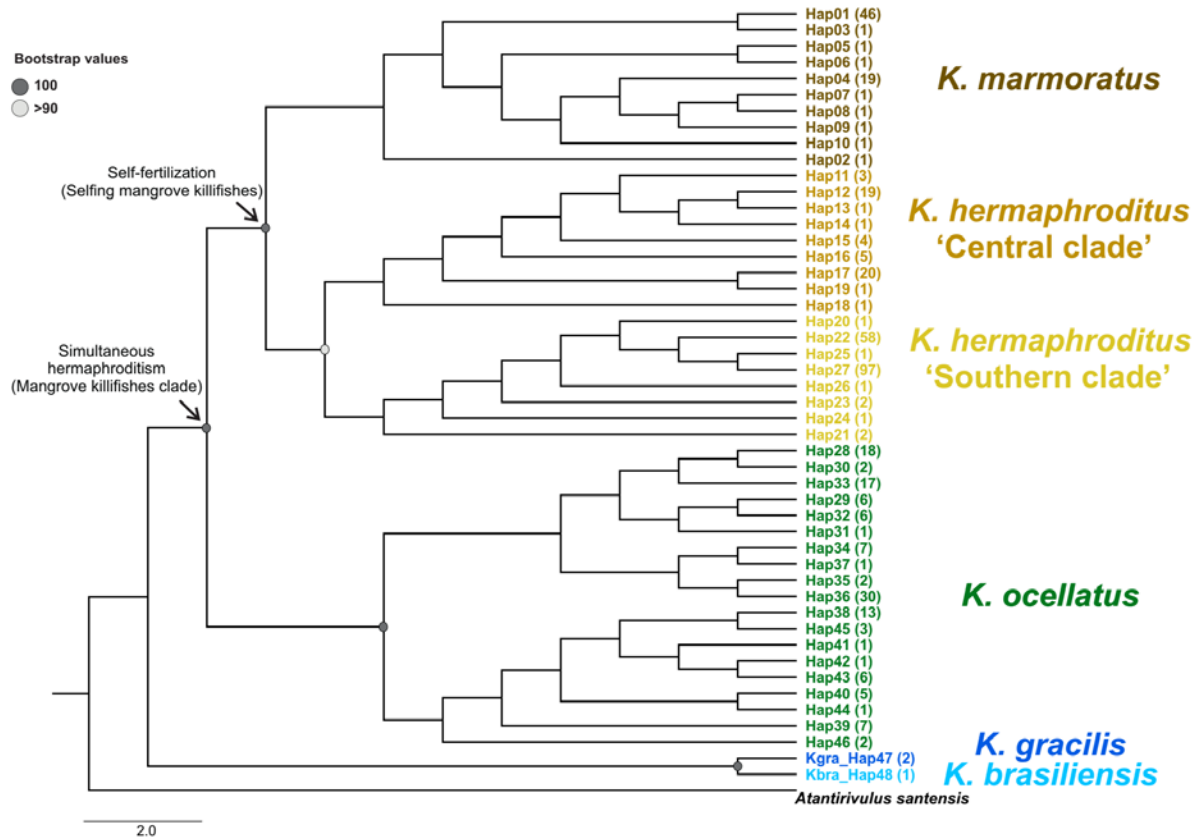 Bootstrap values
100
>90
Self-fertilization
(Selfing mangrove killifishes)
Simultaneous
hermaphroditism
(Mangrove killifishes clade)
Hap01 (46)
Hap03 (1)
Hap05 (1)
Hap06 (1)
Hap04 (19)
Hap07 (1)
Hap08 (1)
Hap09 (1)
Hap10 (1)
Hap02 (1)
Hap11 (3)
Hap12 (19)
Hap13 (1)
Hap14 (1)
Hap15 (4)
Hap16 (5)
Hap17 (20)
Hap19 (1)
Hap18 (1)
Hap20 (1)
Hap22 (58)
Hap25 (1)
Hap27 (97)
Hap26 (1)
Hap23 (2)
Hap24 (1)
Hap21 (2)
Hap28 (18)
Hap30 (2)
Hap33 (17)
Hap29 (6)
Hap32 (6)
Hap31 (1)
Hap34 (7)
Hap37 (1)
Hap35 (2)
Hap36 (30)
Hap38 (13)
Hap45 (3)
Hap41 (1)
Hap42 (1)
Hap43 (6)
Hap40 (5)
Hap44 (1)
Hap39 (7)
Hap46 (2)
Kgra_Hap47 (2)
Kbra_Hap48 (1)
Atantirivulus santensis
K. marmoratus
K. hermaphroditus
‘Central clade’
K. hermaphroditus
‘Southern clade’
K. ocellatus
K. gracilis
K. brasiliensis
2.0